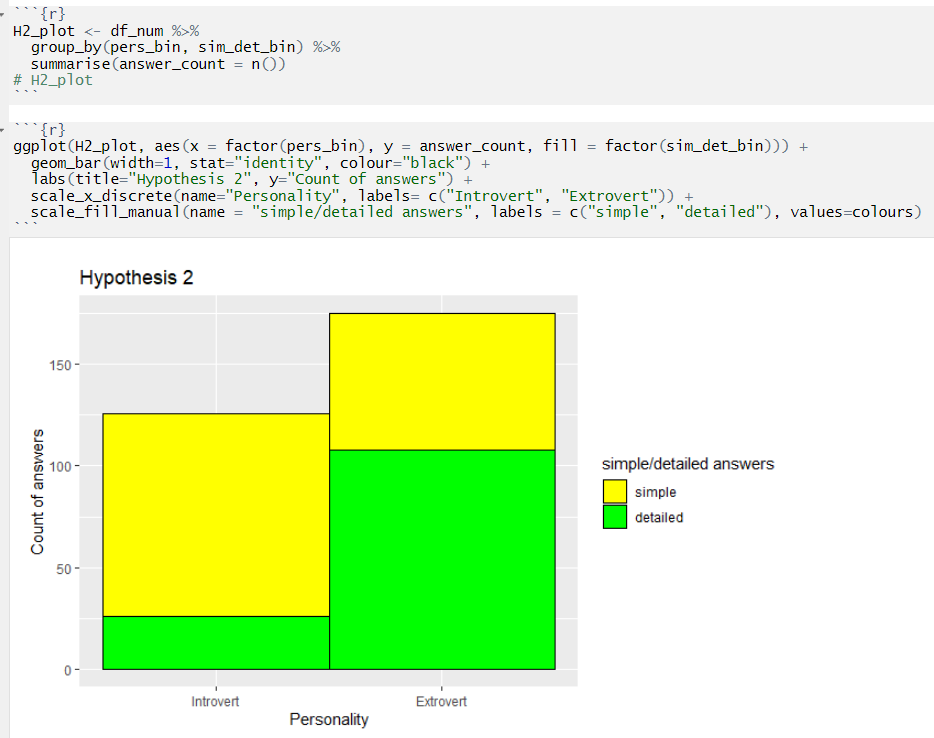 ```{r}
H2_plot <- df_num %>%
  group_by(pers_bin, sim_det_bin) %>%
  summarise(answer_count = n())
# H2_plot
```
```{r}
ggplot(H2_plot, aes(x = factor(pers_bin), y = answer_count, fill = factor(sim_det_bin))) +
  geom_bar(width=1, stat="identity", colour="black") +
  labs(title="Hypothesis 2", y="Count of answers") +
  scale_x_discrete(name="Personality", labels= c("Introvert", "Extrovert")) +
  scale_fill_manual(name = "simple/detailed answers", labels = c("simple", "detailed"), values=colours)
```
Hypothesis 2
150
100
50
0
Count of answers
Introvert Extrovert
Personality
simple/detailed answers
simple
detailed